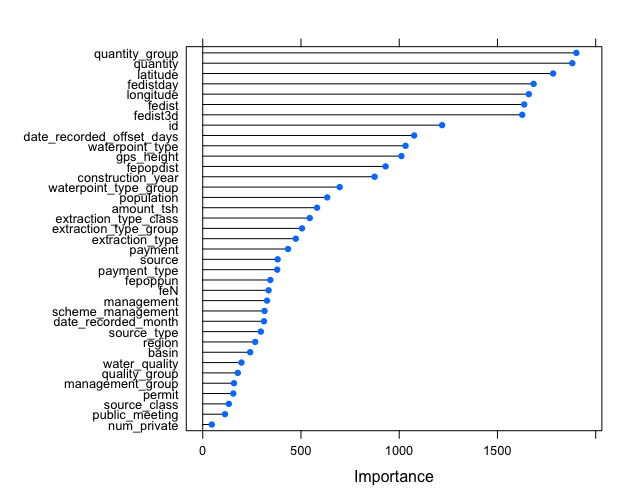 quantity_group
quantity
latitude
fedistday
longitude
fedist
fedist3d
id
date_recorded_offset_days
waterpoint_type
gps_height
fepopdist
construction_year
waterpoint_type_group
population
amount_tsh
extraction_type_class
extraction_type_group
extraction_type
payment
source
payment_type
fepoppun
feN
management
scheme_management
date_recorded_month
source_type
region
basin
water_quality
quality_group
management_group
permit
source_class
public_meeting
num_private
0 500 1000 1500
Importance